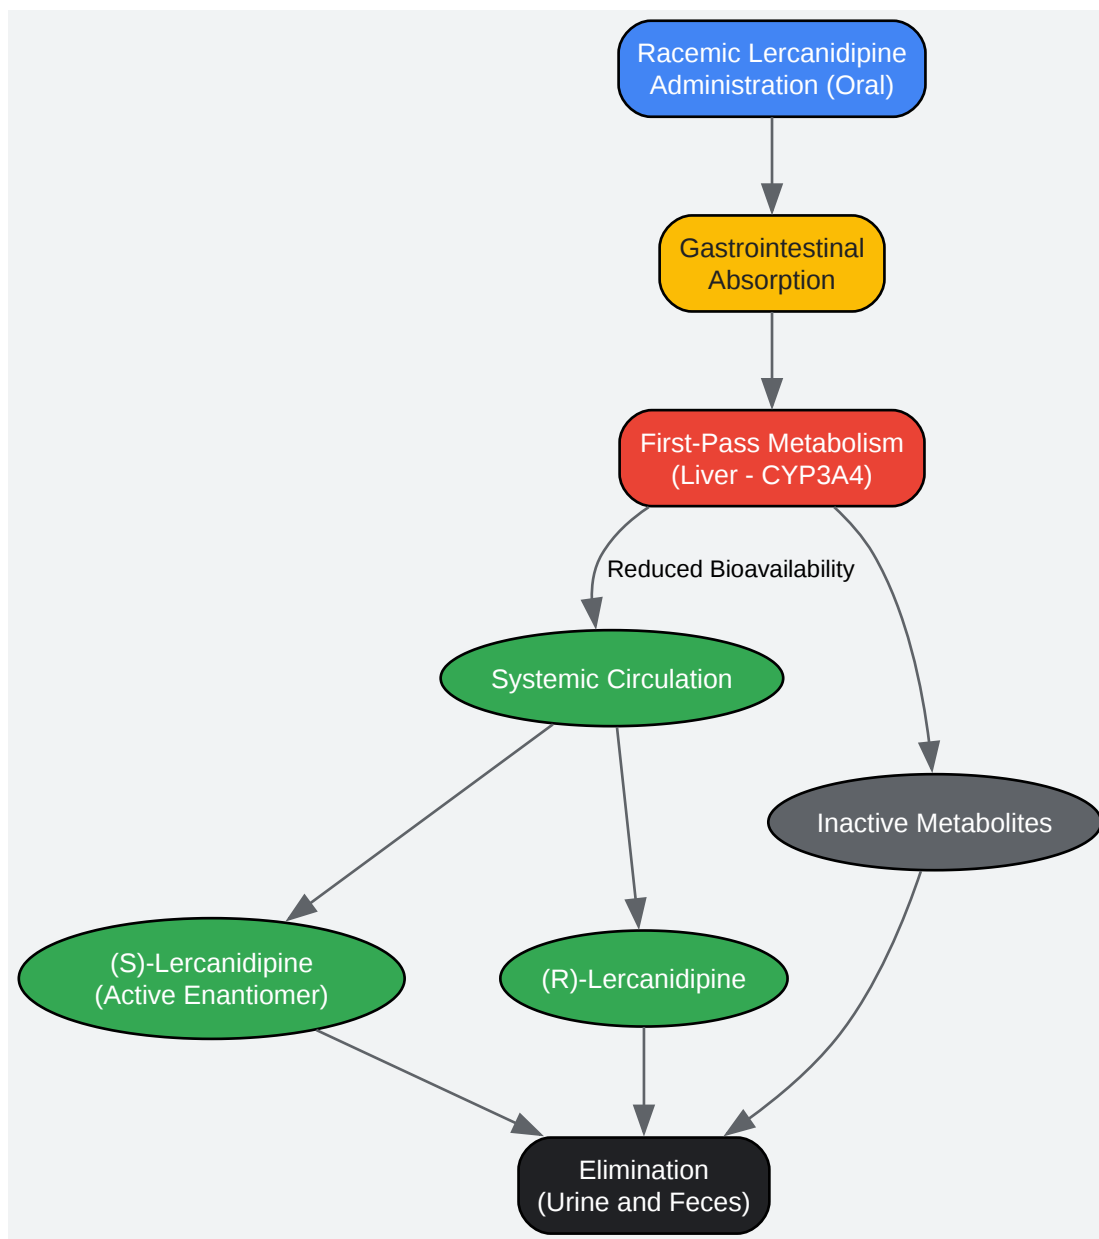 Racemic Lercanidipine
Administration (Oral)
Gastrointestinal
Absorption
First-Pass Metabolism
(Liver - CYP3A4)
Reduced Bioavailability
Systemic Circulation
Inactive Metabolites
(S)-Lercanidipine
(Active Enantiomer)
(R)-Lercanidipine
Elimination
(Urine and Feces)